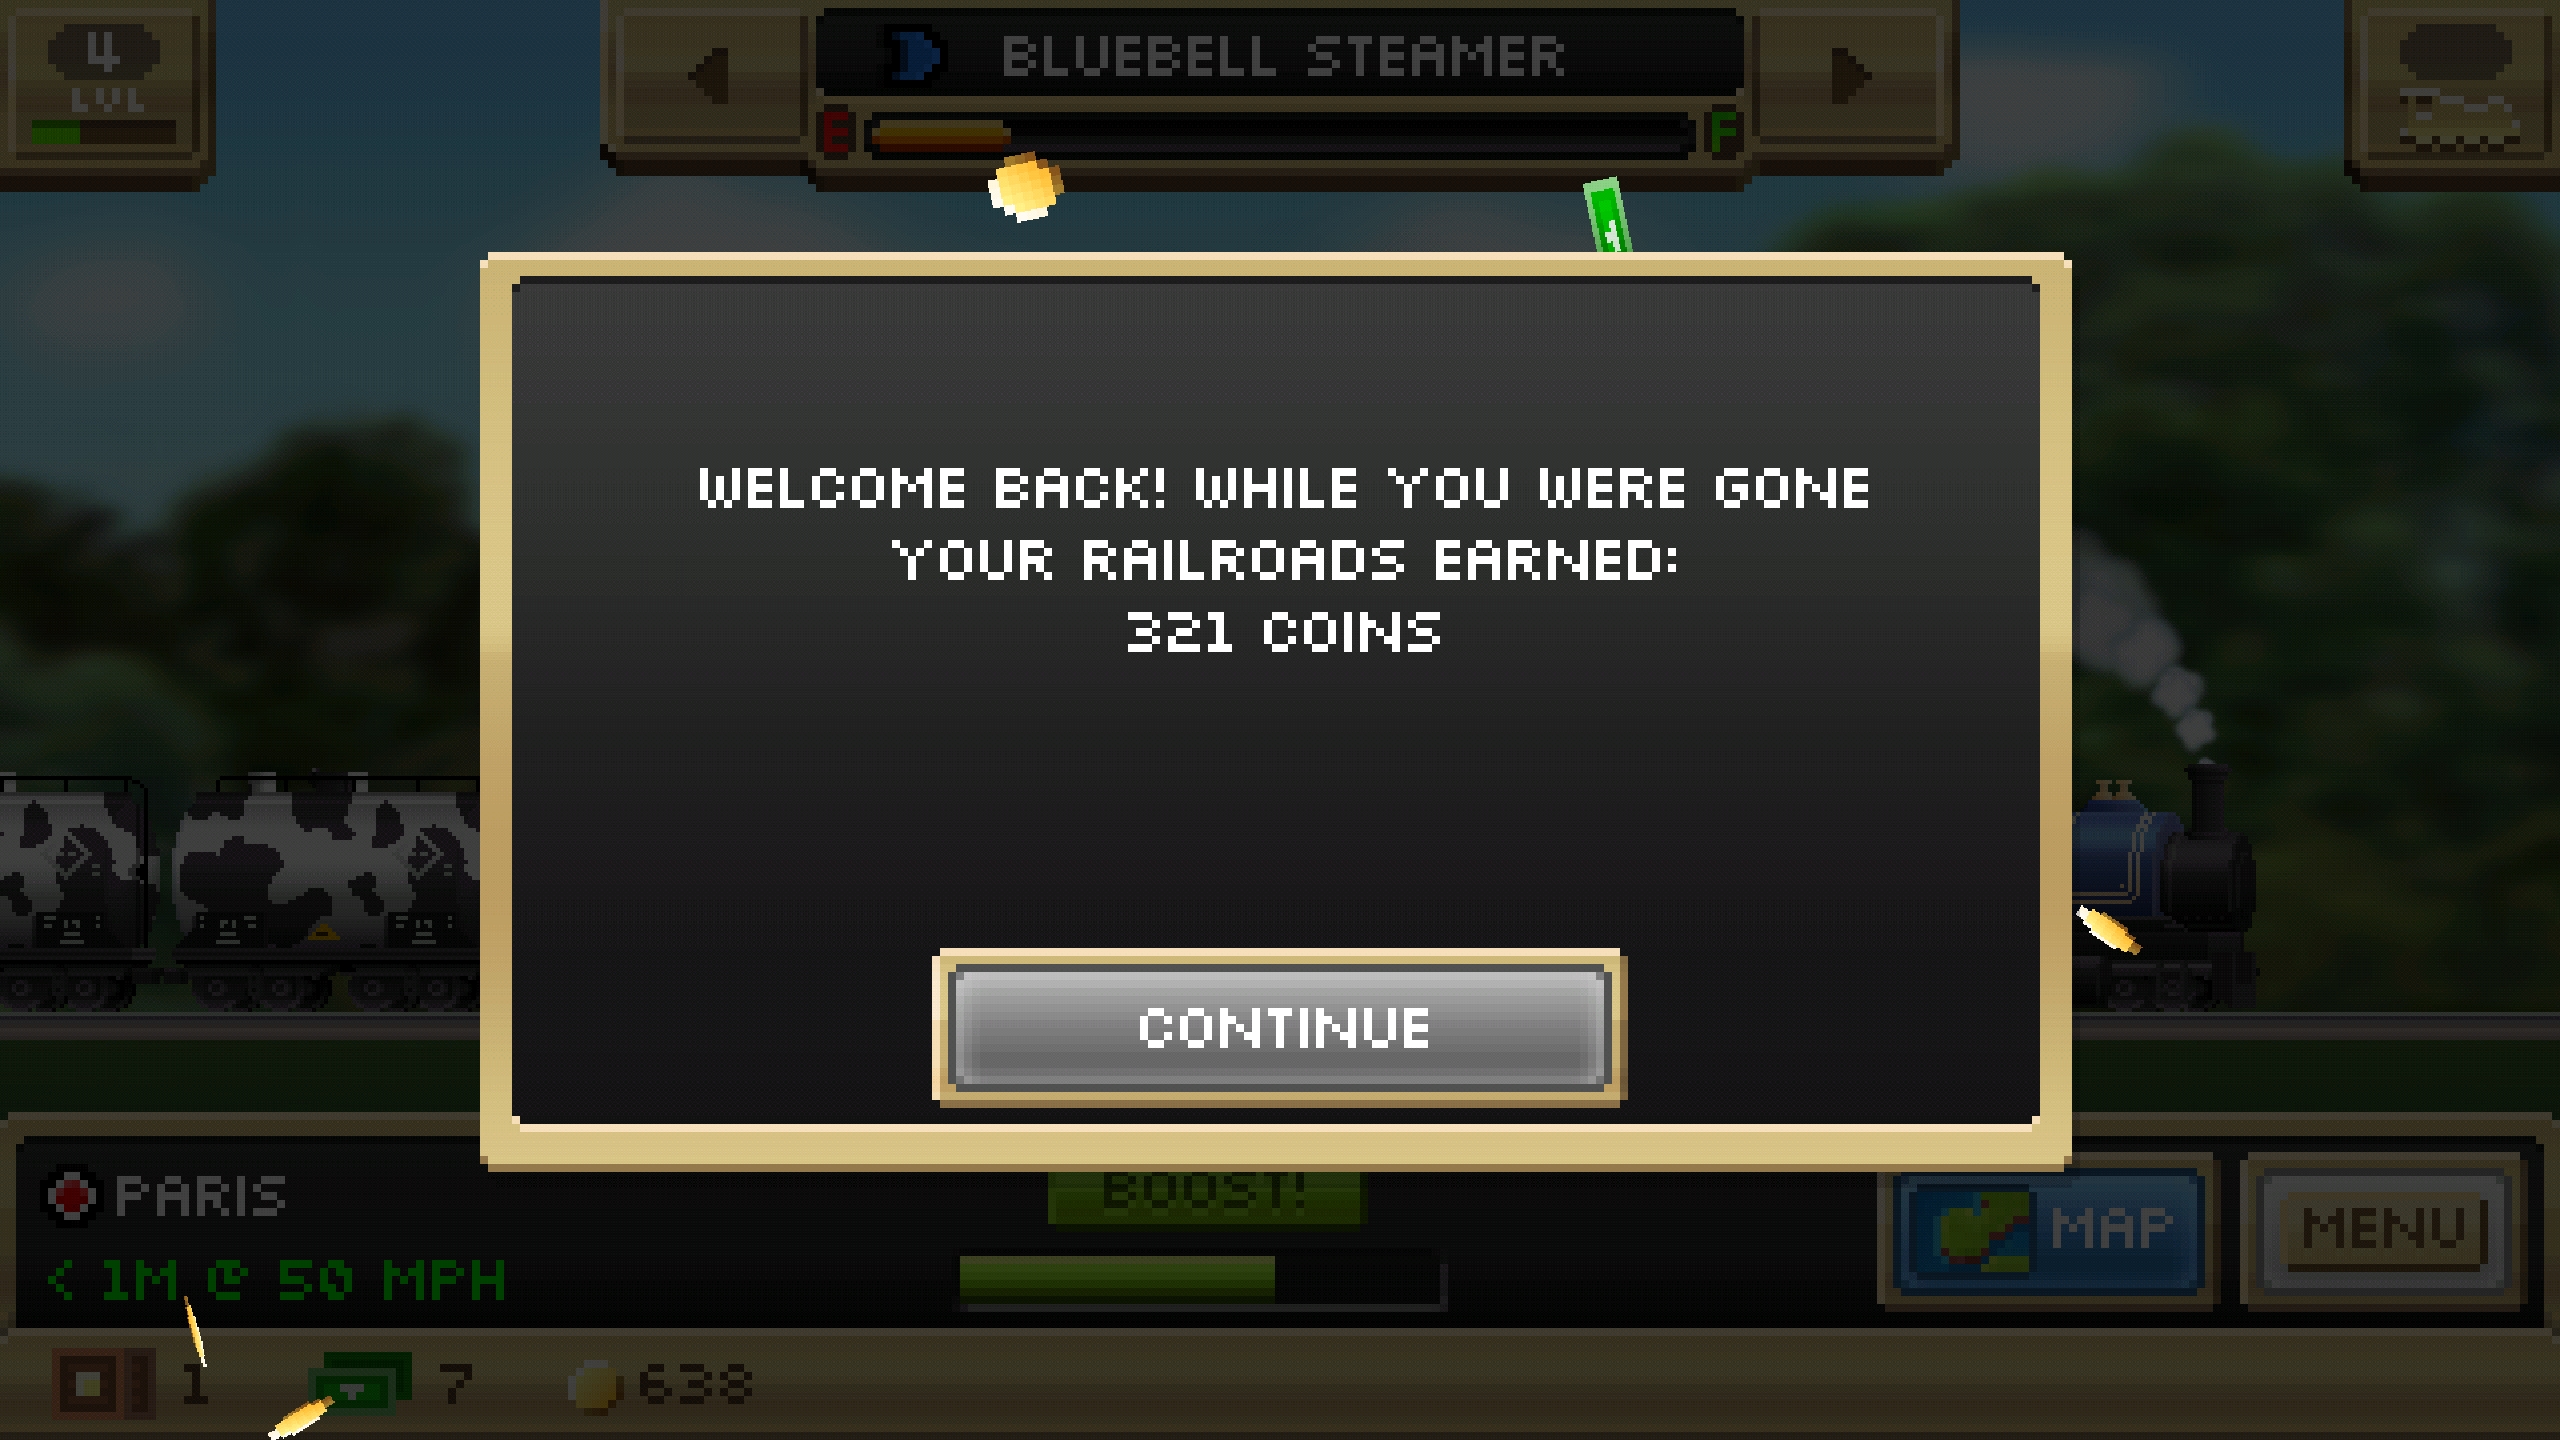 4
LVL
BLUEBELL STEAMER
E
F
WELCOME BACK! WHILE YOU WERE GONE
YOUR RAILROADS EARNED:
321 COINS
CONTINUE
PARIS
< 1M @ 50 MPH
BOOST!
MAP
MENU
1
7
638